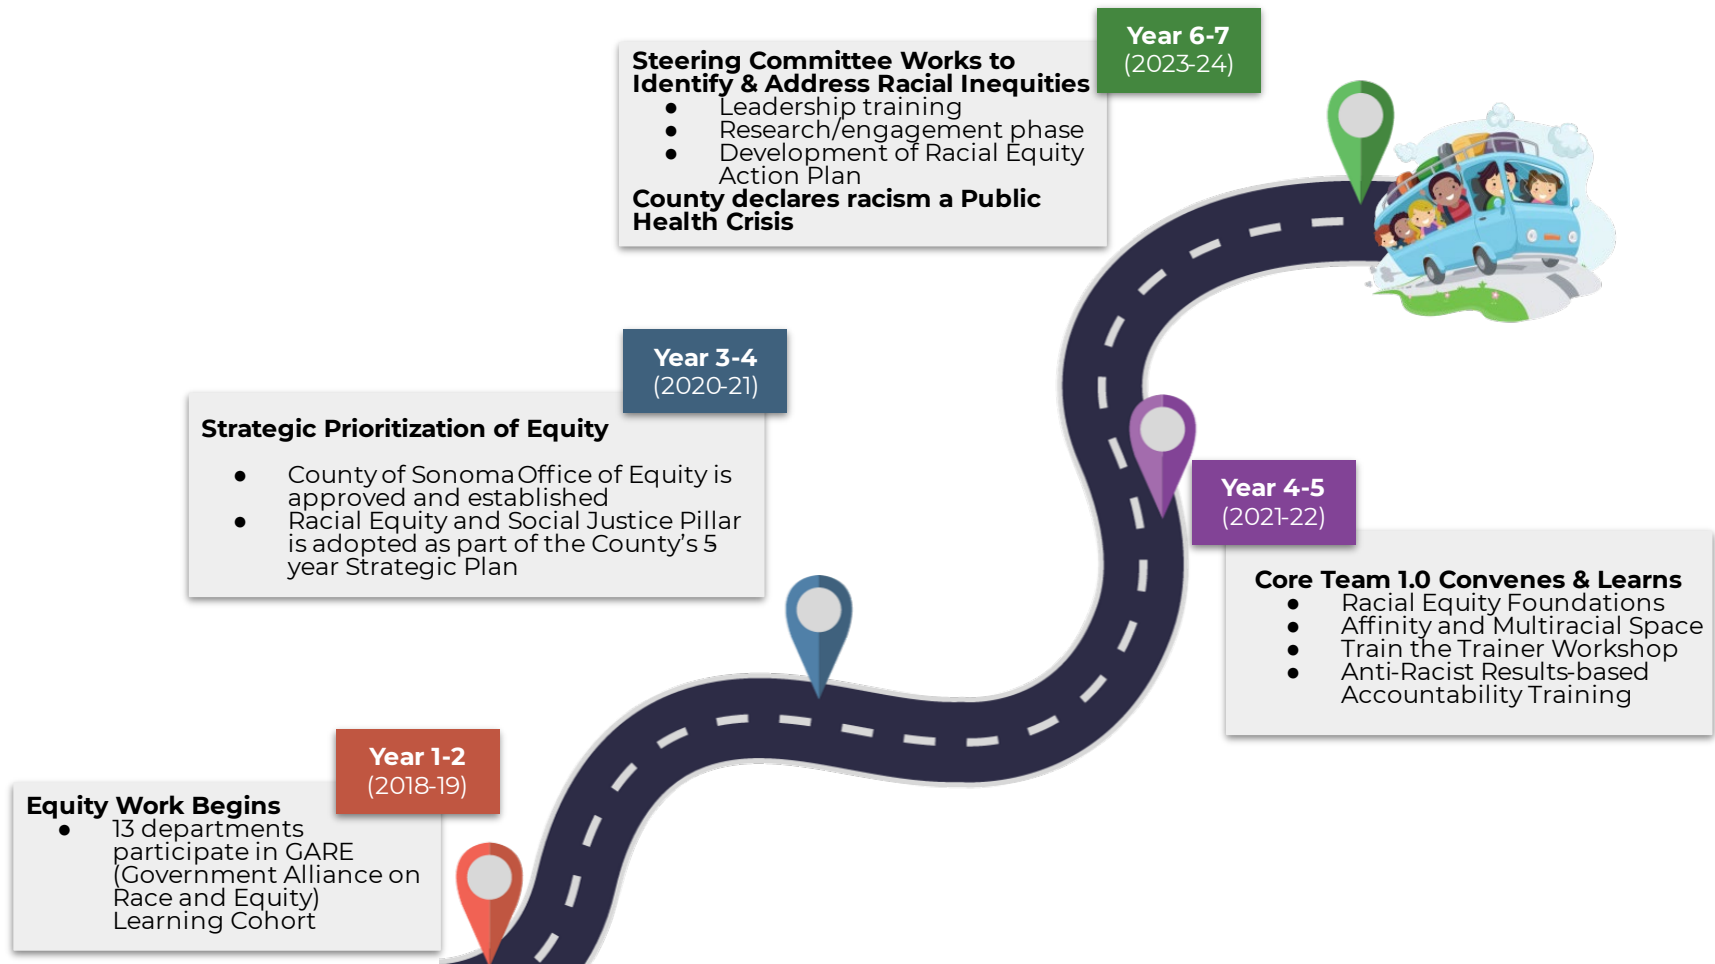 Year 6-7
(2023-24)
Steering Committee Works to
Identify & Address Racial Inequities
● Leadership training
● Research/engagement phase
● Development of Racial Equity
Action Plan
County declares racism a Public
Health Crisis
Year 3-4
(2020-21)
Strategic Prioritization of Equity
● County of Sonoma Office of Equity is
approved and established
● Racial Equity and Social Justice Pillar
is adopted as part of the County's 5
year Strategic Plan
Year 4-5
(2021-22)
Core Team 1.0 Convenes & Learns
● Racial Equity Foundations
● Affinity and Multiracial Space
● Train the Trainer Workshop
● Anti-Racist Results-based
Accountability Training
Year 1-2
(2018-19)
Equity Work Begins
● 13 departments
participate in GARE
(Government Alliance on
Race and Equity)
Learning Cohort